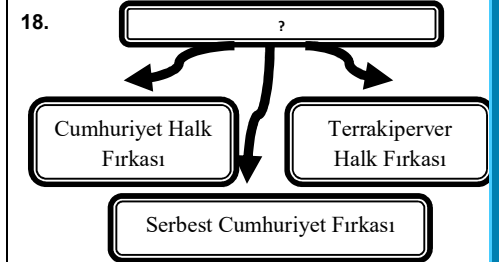 18.
?
Cumhuriyet Halk
Fırkası
Terrakiperver
Halk Fırkası
Serbest Cumhuriyet Fırkası